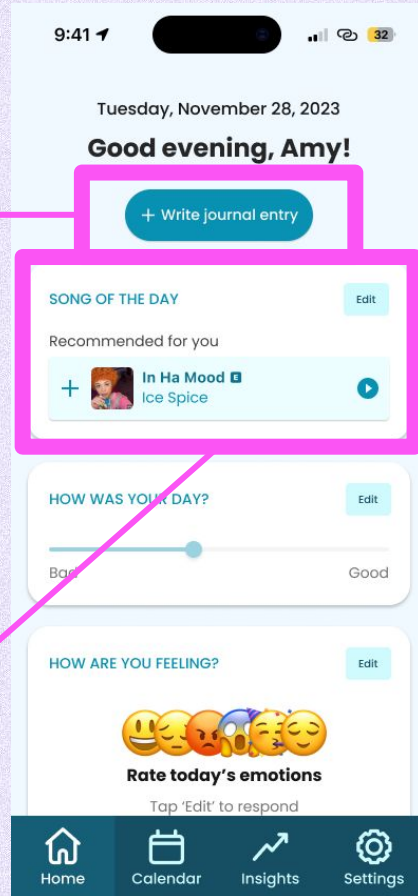 9:41
32
Tuesday, November 28, 2023
Good evening, Amy!
+ Write journal entry
SONG OF THE DAY
Edit
Recommended for you
+ In Ha Mood E
Ice Spice
HOW WAS YOUR DAY?
Edit
Bad
Good
HOW ARE YOU FEELING?
Edit
Rate today's emotions
Tap 'Edit' to respond
Home
Calendar
Insights
Settings